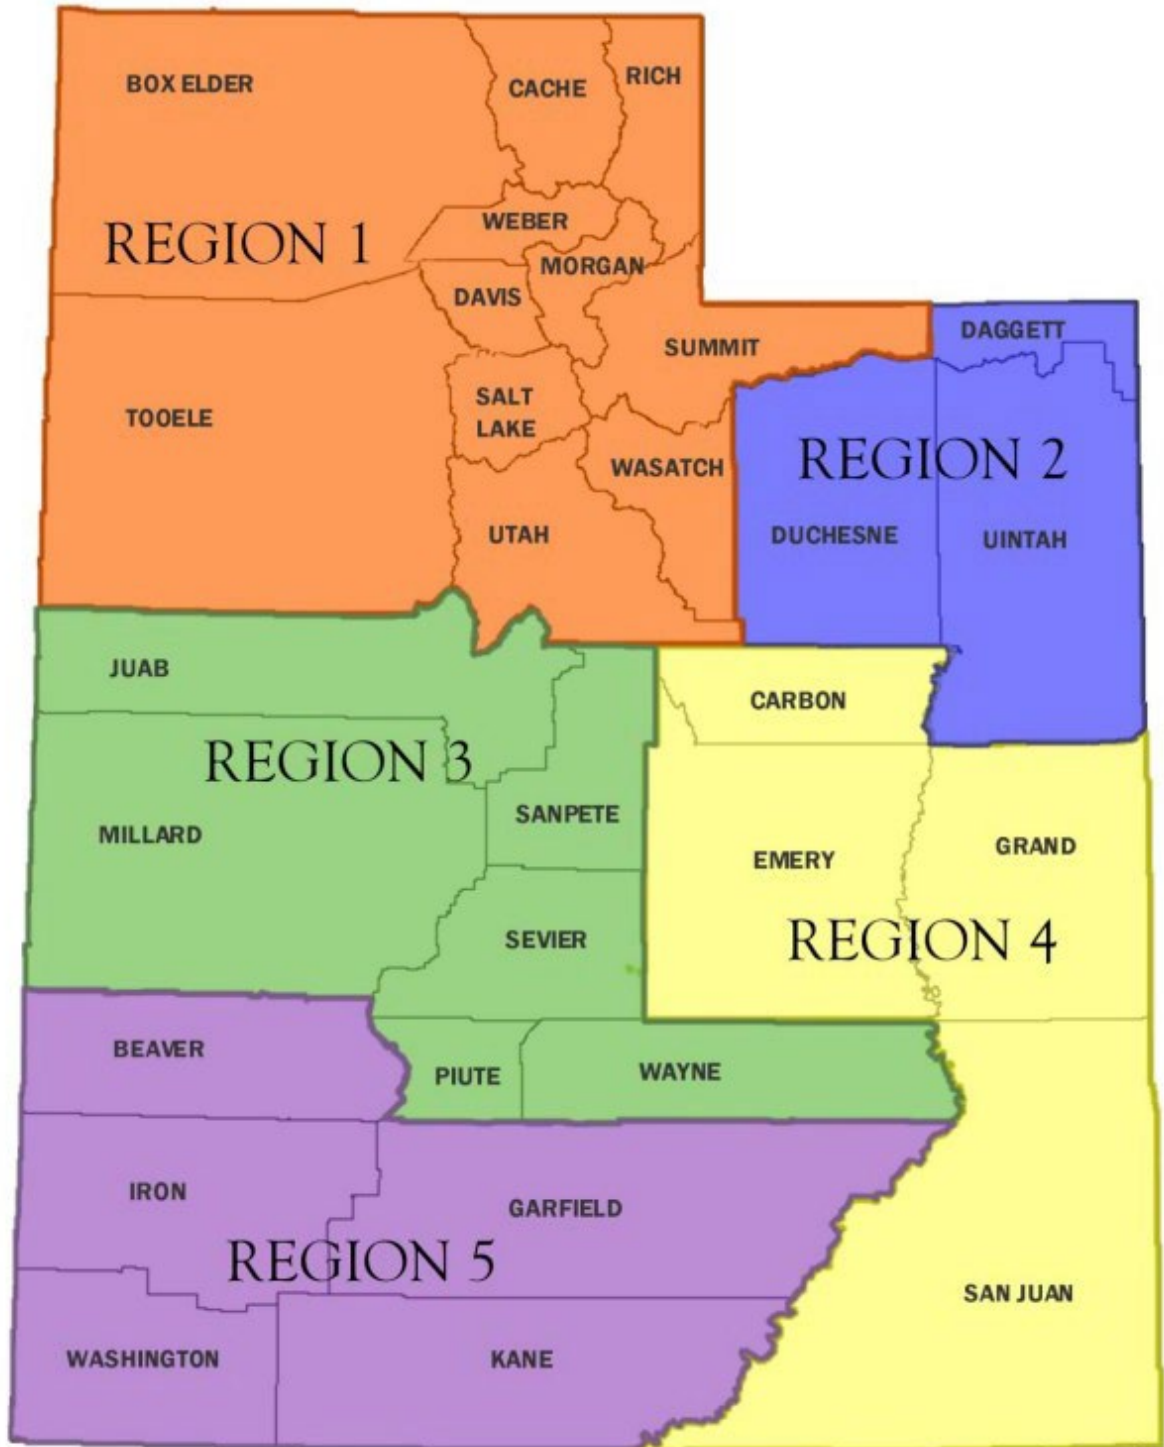 BOX ELDER
CACHE
RICH
REGION 1
WEBER
MORGAN
DAVIS
SUMMIT
DAGGETT
TOOELE
SALT
LAKE
WASATCH
REGION 2
UTAH
DUCHESNE
UINTAH
JUAB
CARBON
REGION 3
MILLARD
SANPETE
EMERY
GRAND
SEVIER
REGION 4
BEAVER
PIUTE
WAYNE
IRON
GARFIELD
REGION 5
SAN JUAN
WASHINGTON
KANE